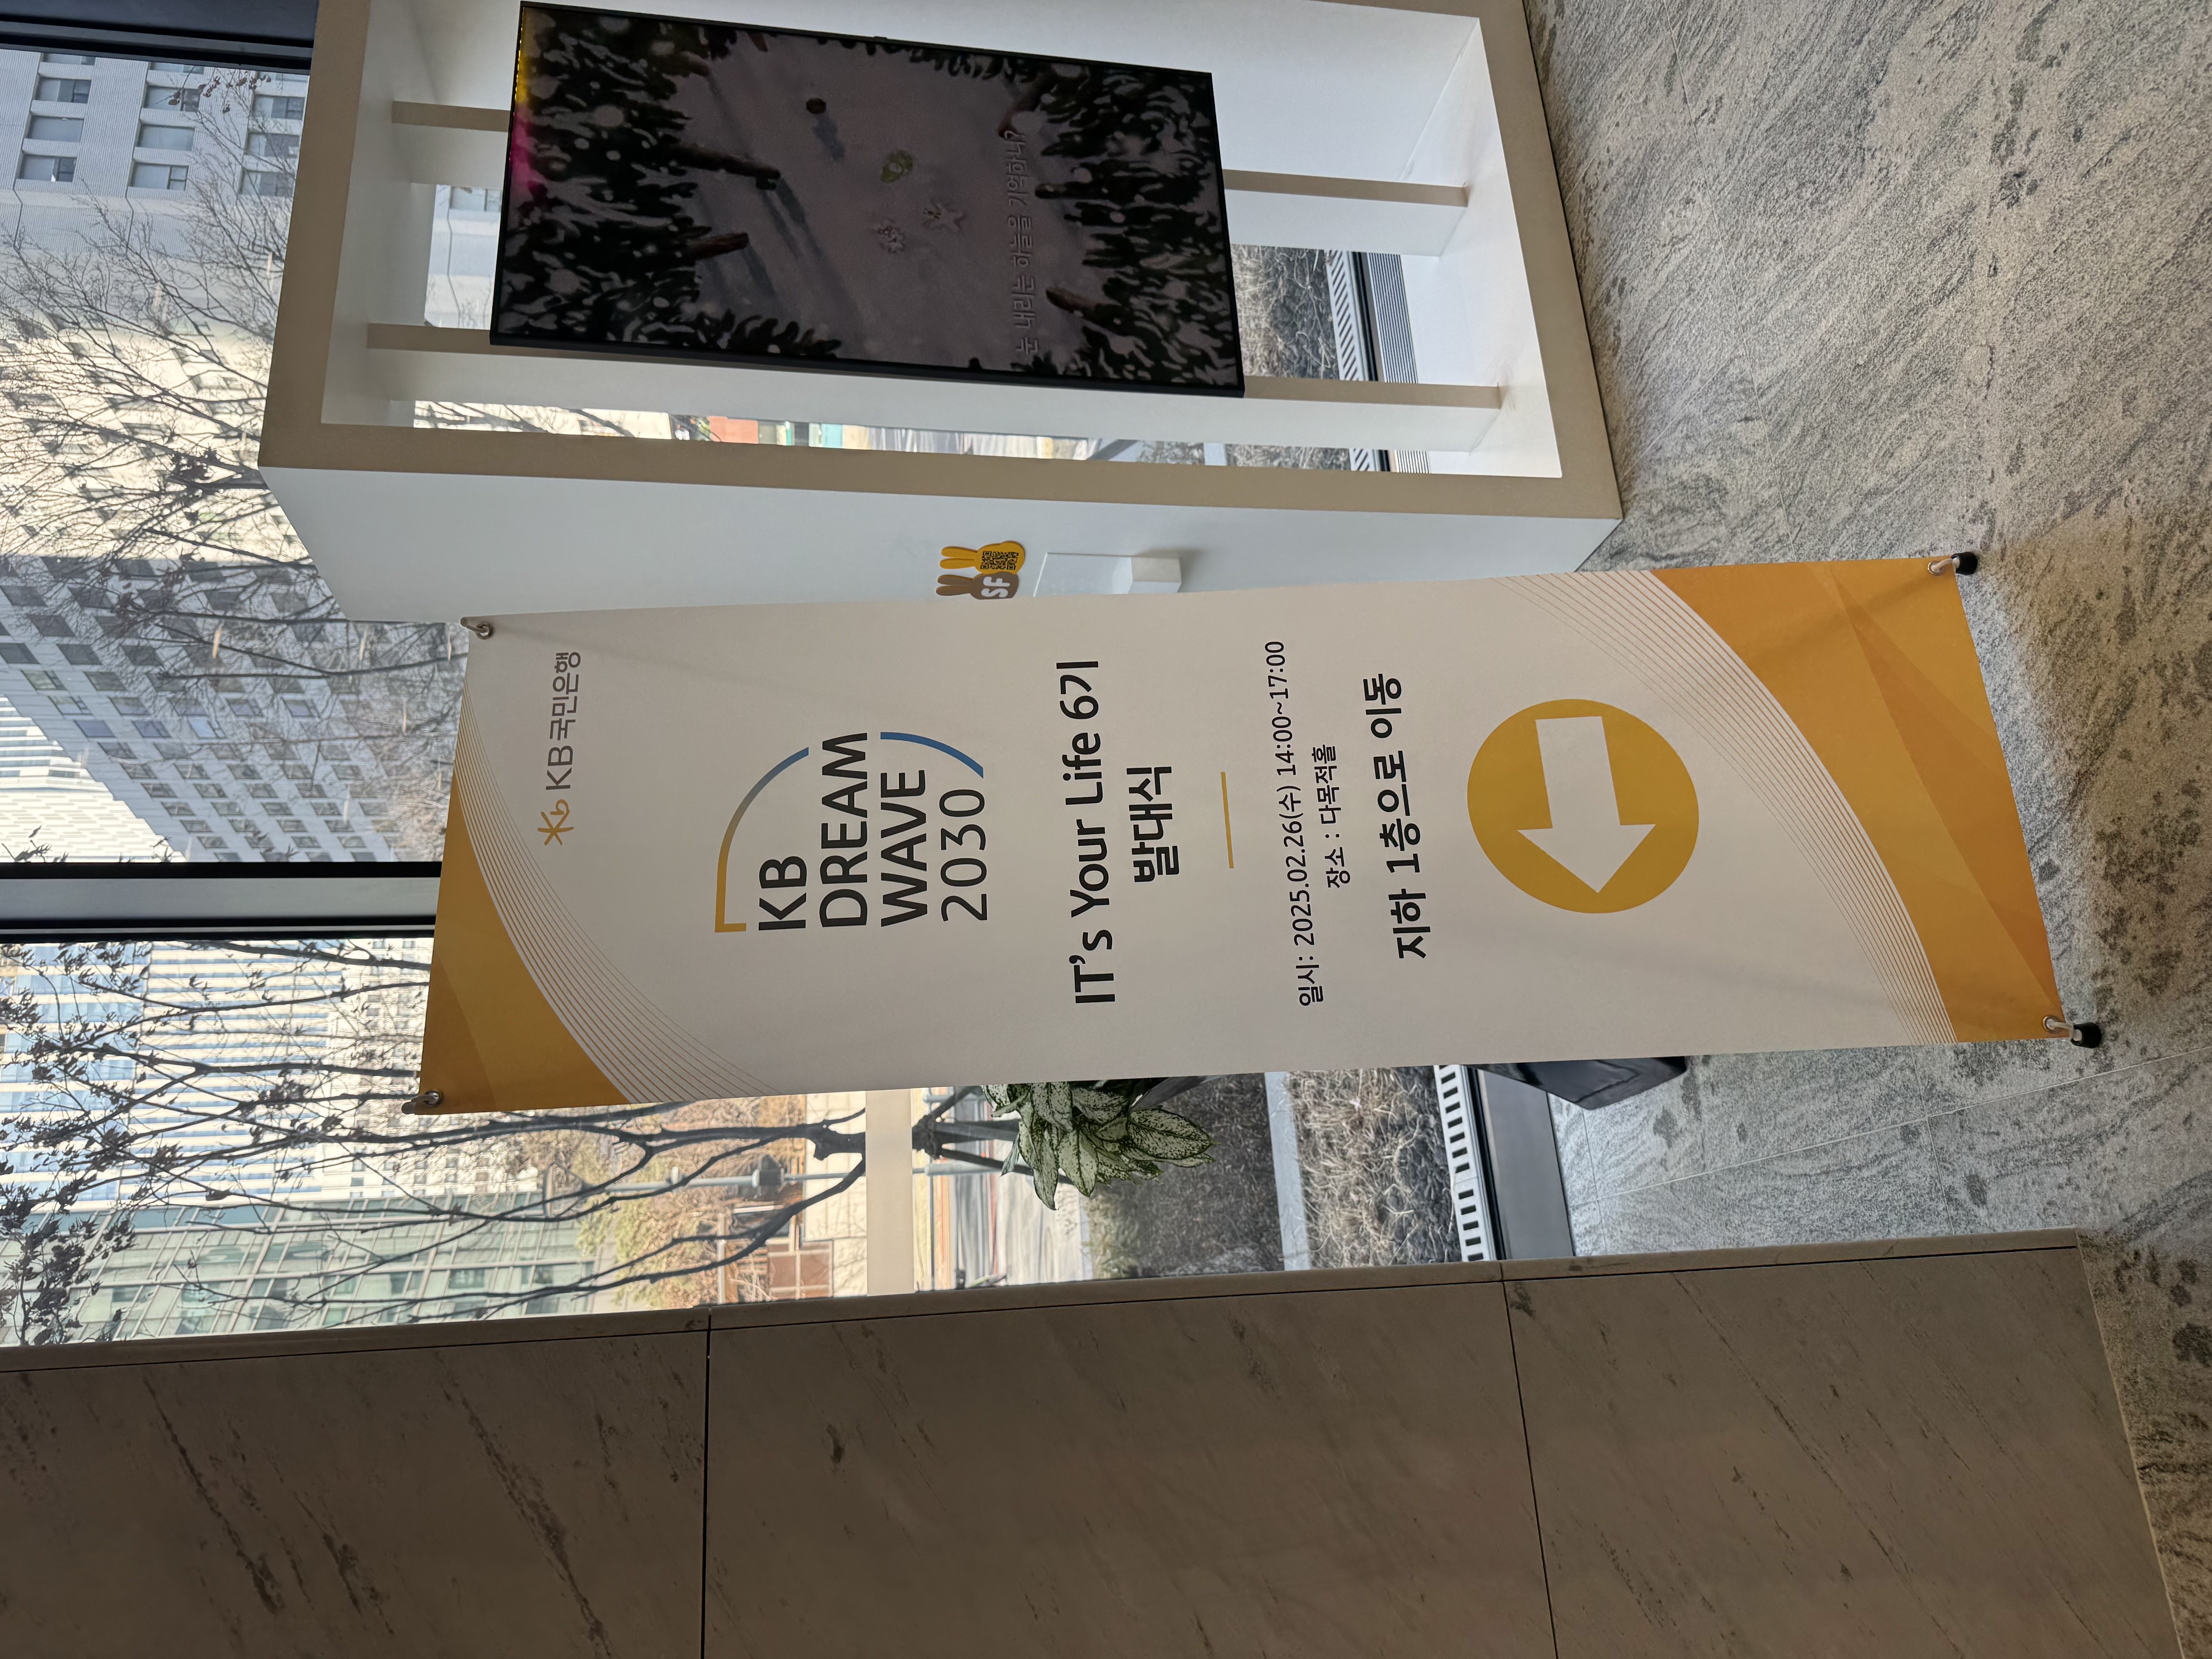 KB국민은행
KB
DREAM
WAVE
2030
IT's Your Life 6기
발대식
일시: 2025.02.26(수) 14:00~17:00
장소 : 다목적홀
지하 1층으로 이동
눈 내리는 하늘을 기억하니?
SF